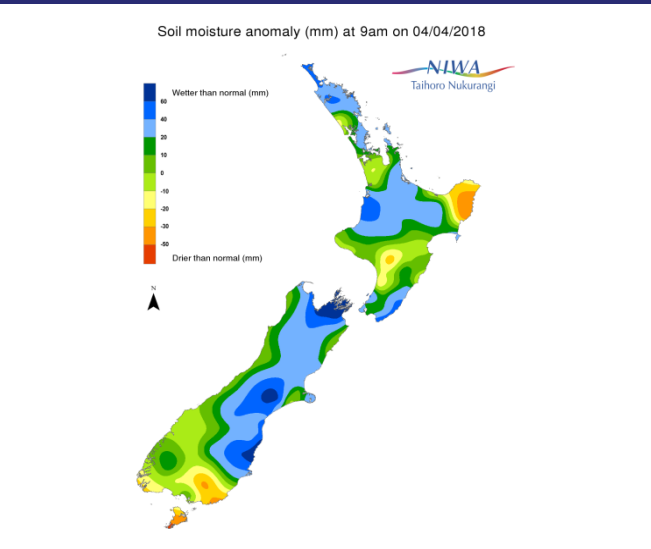 Soil moisture anomaly (mm) at 9am on 04/04/2018
NIWA
Taihoro Nukurangi
Wetter than normal (mm)
60
40
20
10
0
-10
-20
-30
-50
Drier than normal (mm)
N